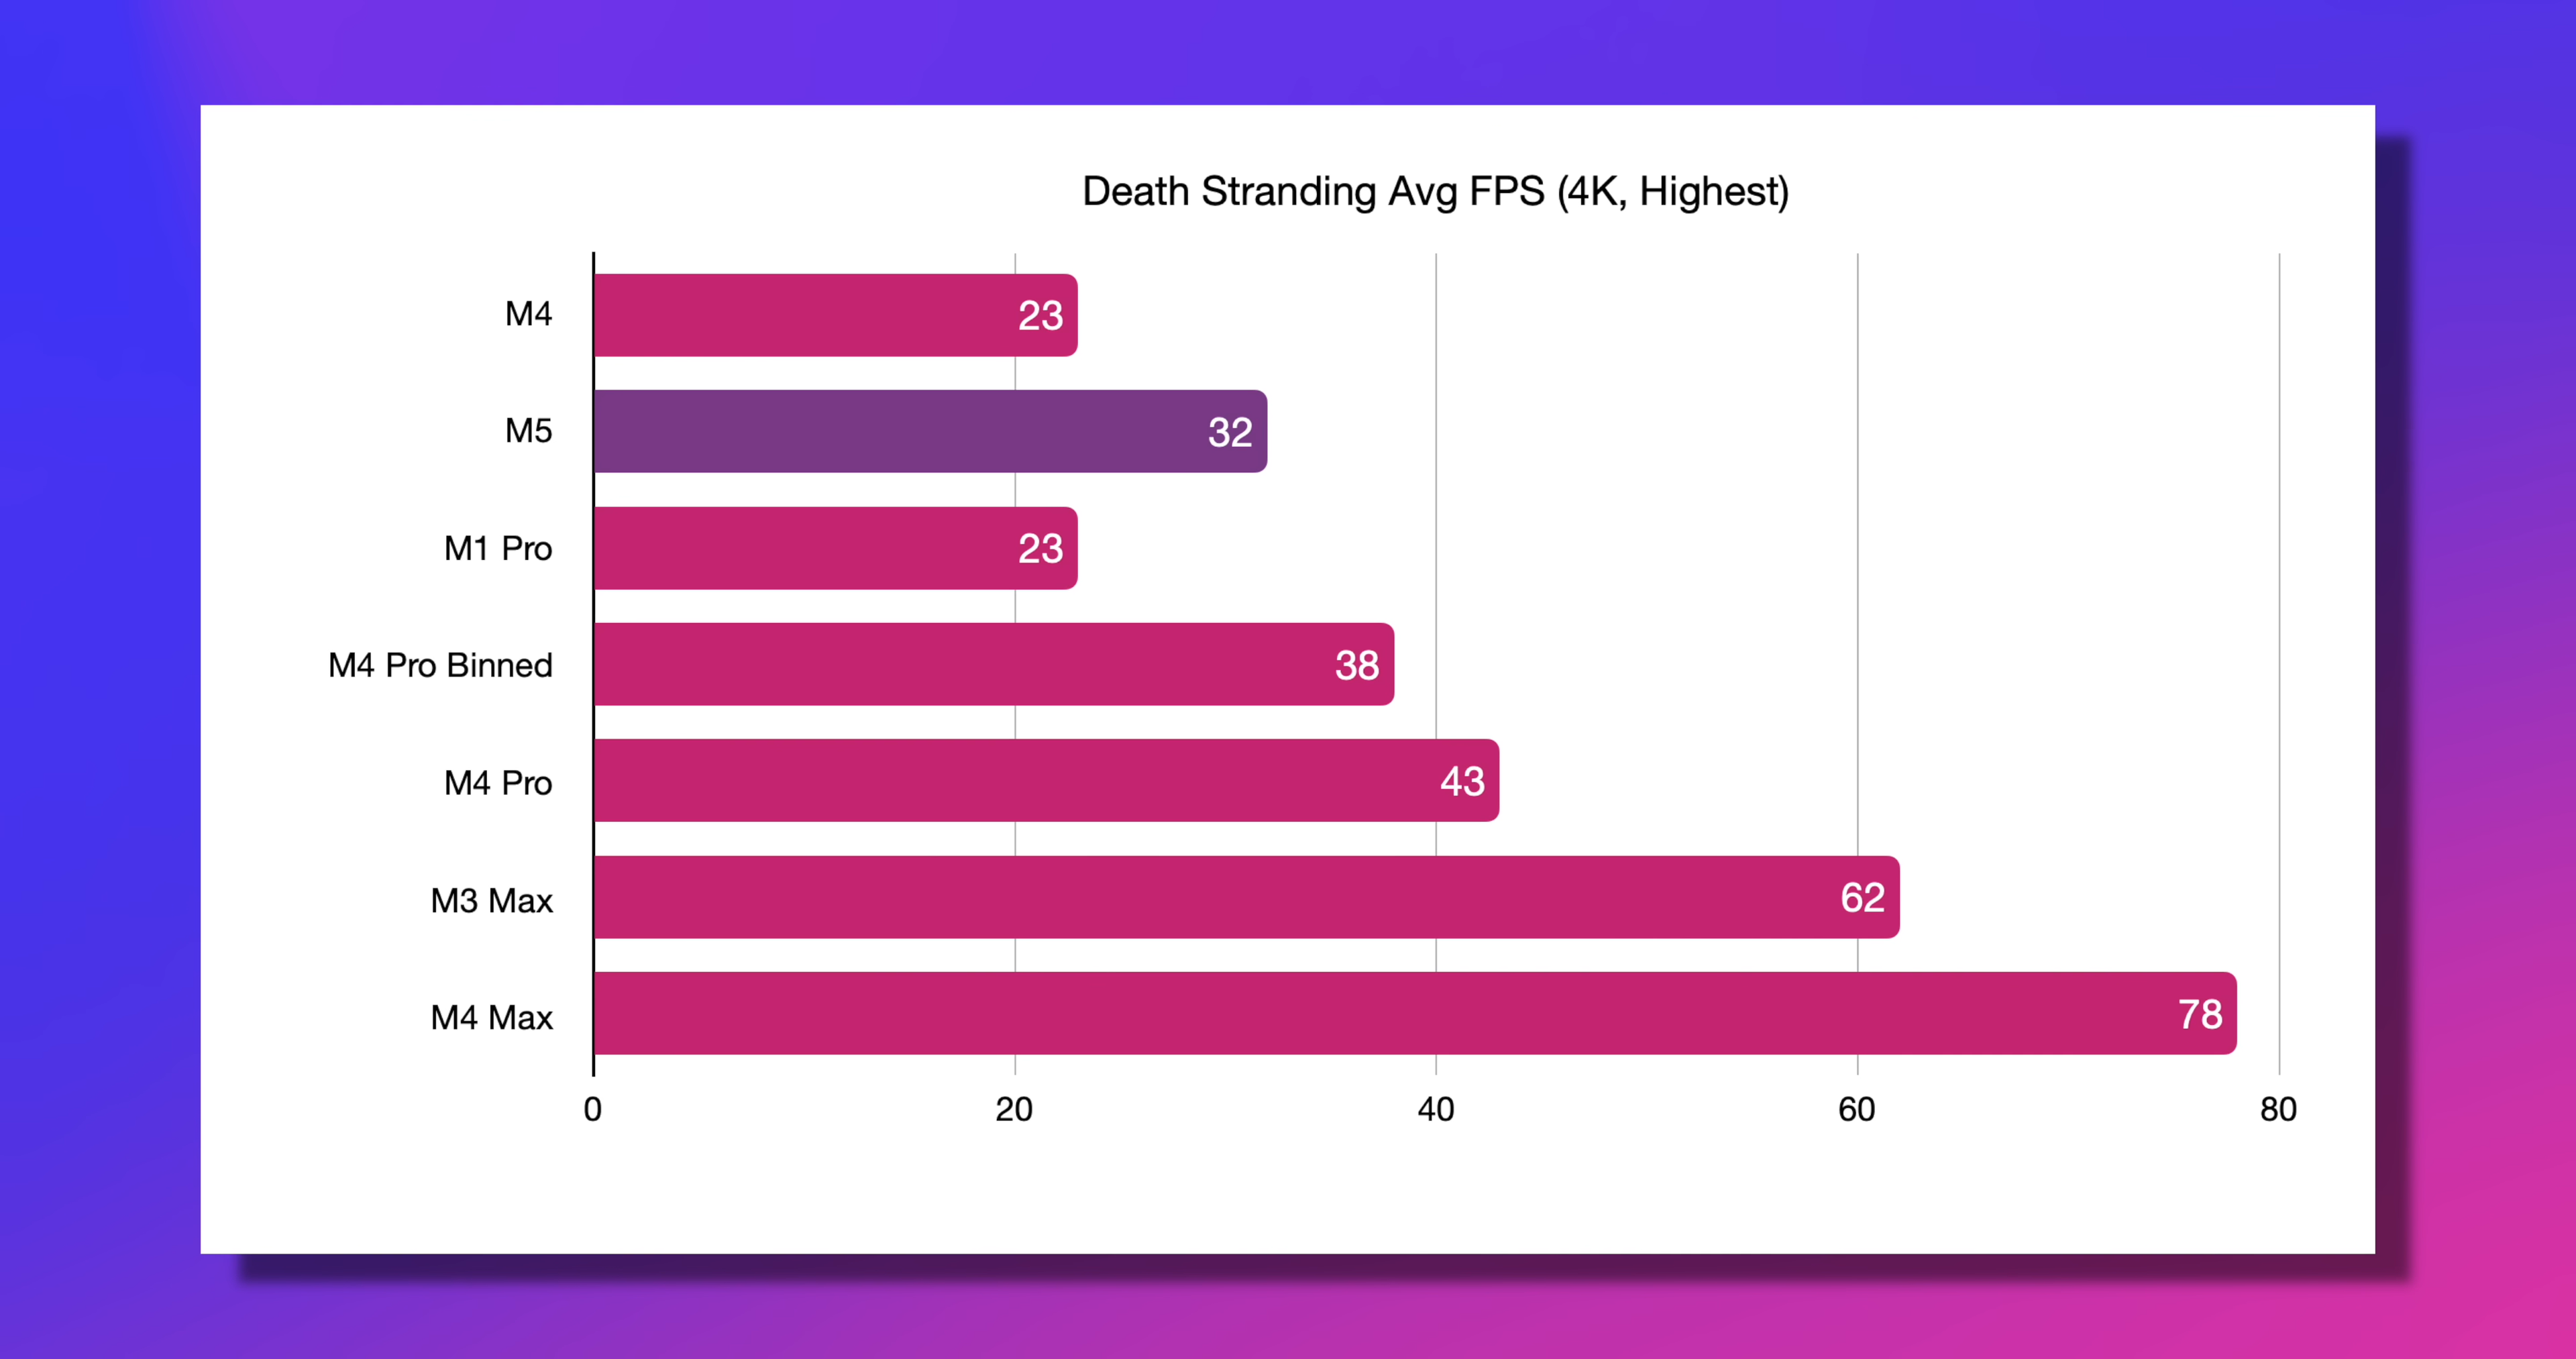 Death Stranding Avg FPS (4K, Highest)
M4 23
M5 32
M1 Pro 23
M4 Pro Binned 38
M4 Pro 43
M3 Max 62
M4 Max 78
0 20 40 60 80